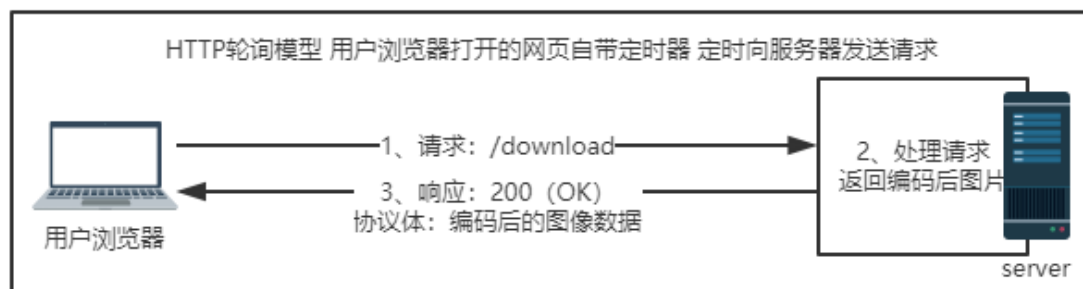 HTTP轮询模型 用户浏览器打开的网页自带定时器 定时向服务器发送请求
1、请求：/download
2、处理请求
返回编码后图片
3、响应：200（OK）
协议体：编码后的图像数据
用户浏览器
server